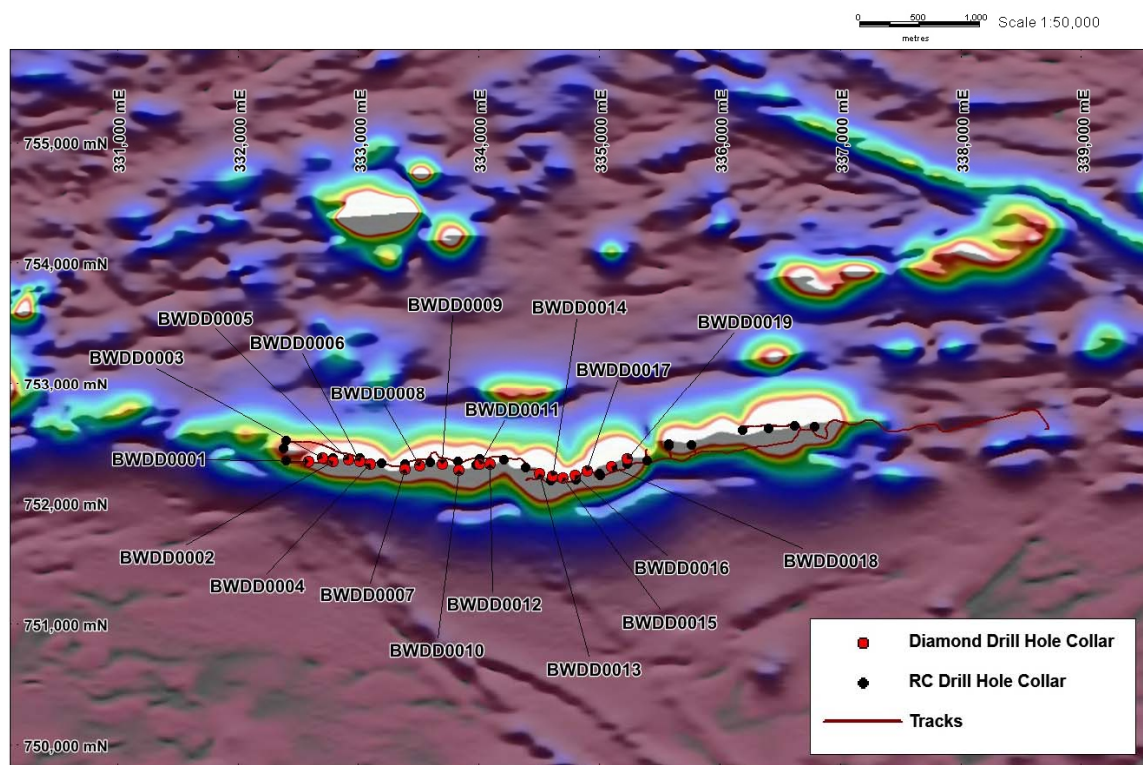 0 500 1,000 Scale 1:50,000
metres
331,000 mE
332,000 mE
333,000 mE
334,000 mE
335,000 mE
336,000 mE
337,000 mE
338,000 mE
339,000 mE
755,000 mN
754,000 mN
753,000 mN
752,000 mN
751,000 mN
750,000 mN
BWDD0009
BWDD0014
BWDD0005
BWDD0019
BWDD0006
BWDD0003
BWDD0017
BWDD0008
BWDD0011
BWDD0001
BWDD0002
BWDD0018
BWDD0016
BWDD0004
BWDD0007
BWDD0012
BWDD0015
BWDD0010
BWDD0013
Diamond Drill Hole Collar
RC Drill Hole Collar
Tracks